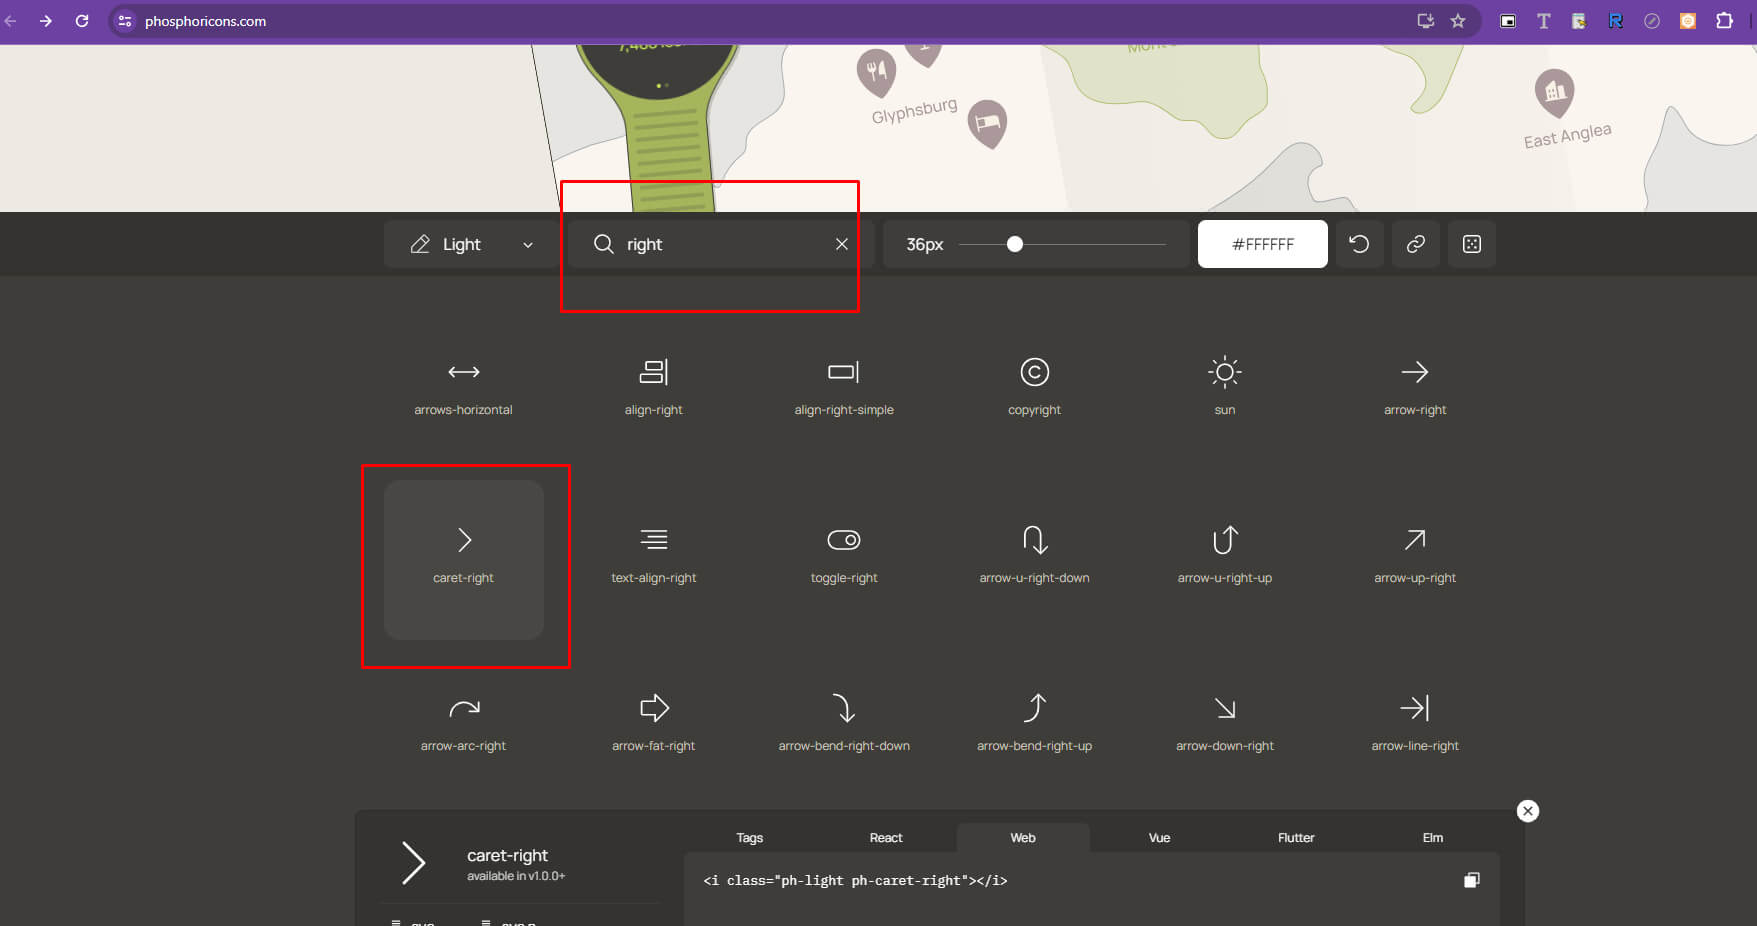 phosphoricons.com
Glyphsburg
East Anglea
Light
right
36px
#FFFFFF
arrows-horizontal
align-right
align-right-simple
copyright
sun
arrow-right
caret-right
text-align-right
toggle-right
arrow-u-right-down
arrow-u-right-up
arrow-up-right
arrow-arc-right
arrow-fat-right
arrow-bend-right-down
arrow-bend-right-up
arrow-down-right
arrow-line-right
Tags
React
Web
Vue
Flutter
Elm
caret-right
available in v1.0.0+
<i class="ph-light ph-caret-right"></i>